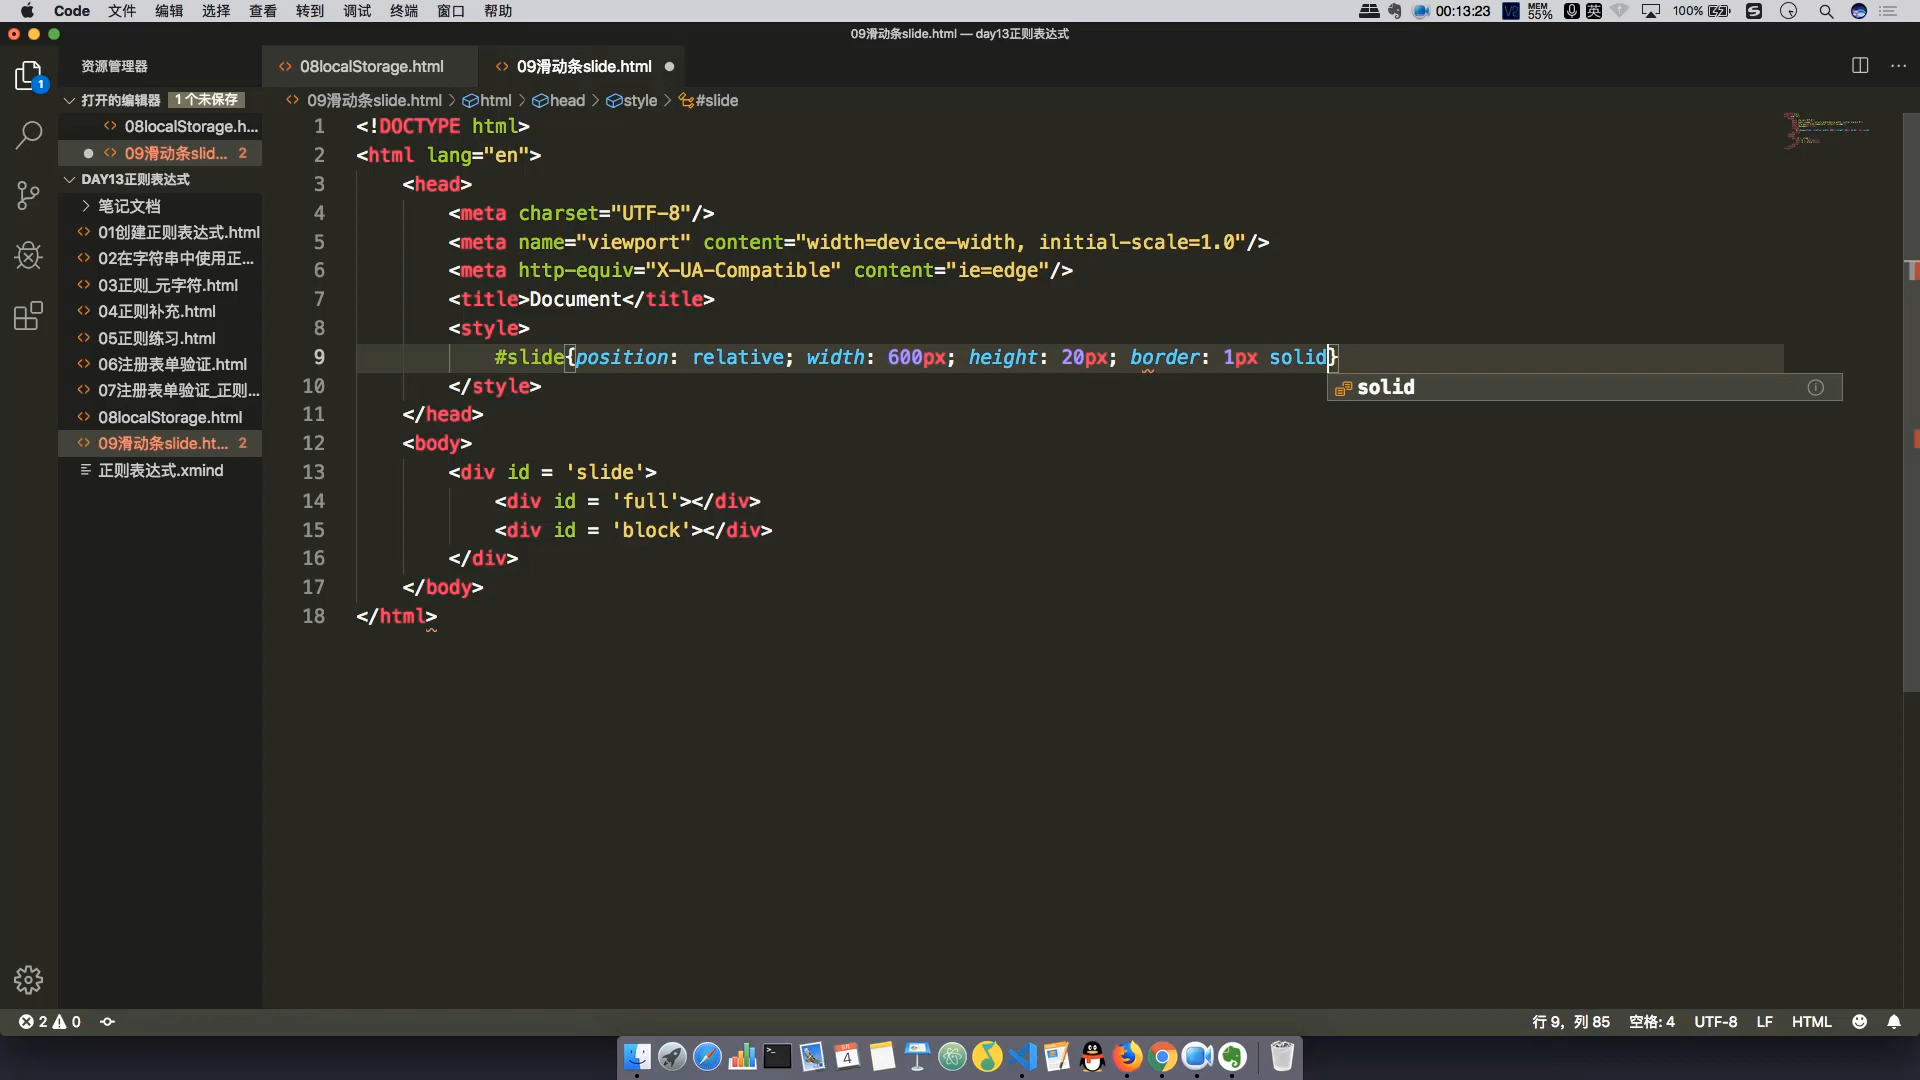 Code 文件 编辑 选择 查看 转到 调试 终端 窗口 帮助 00:13:23 MEM 55% 英 100%
09滑动条slide.html — day13正则表达式
资源管理器
08localStorage.html
09滑动条slide.html
打开的编辑器 1 个未保存
08localStorage.h...
09滑动条slid... 2
DAY13正则表达式
笔记文档
01创建正则表达式.html
02在字符串中使用正...
03正则_元字符.html
04正则补充.html
05正则练习.html
06注册表单验证.html
07注册表单验证_正则...
08localStorage.html
09滑动条slide.ht... 2
正则表达式.xmind
1
09滑动条slide.html > html > head > style > #slide
1 <!DOCTYPE html>
2 <html lang="en">
3 <head>
4 <meta charset="UTF-8"/>
5 <meta name="viewport" content="width=device-width, initial-scale=1.0"/>
6 <meta http-equiv="X-UA-Compatible" content="ie=edge"/>
7 <title>Document</title>
8 <style>
9 #slide{position: relative; width: 600px; height: 20px; border: 1px solid}
solid
10 </style>
11 </head>
12 <body>
13 <div id = 'slide'>
14 <div id = 'full'></div>
15 <div id = 'block'></div>
16 </div>
17 </body>
18 </html>
2 0
行 9，列 85 空格: 4 UTF-8 LF HTML
4